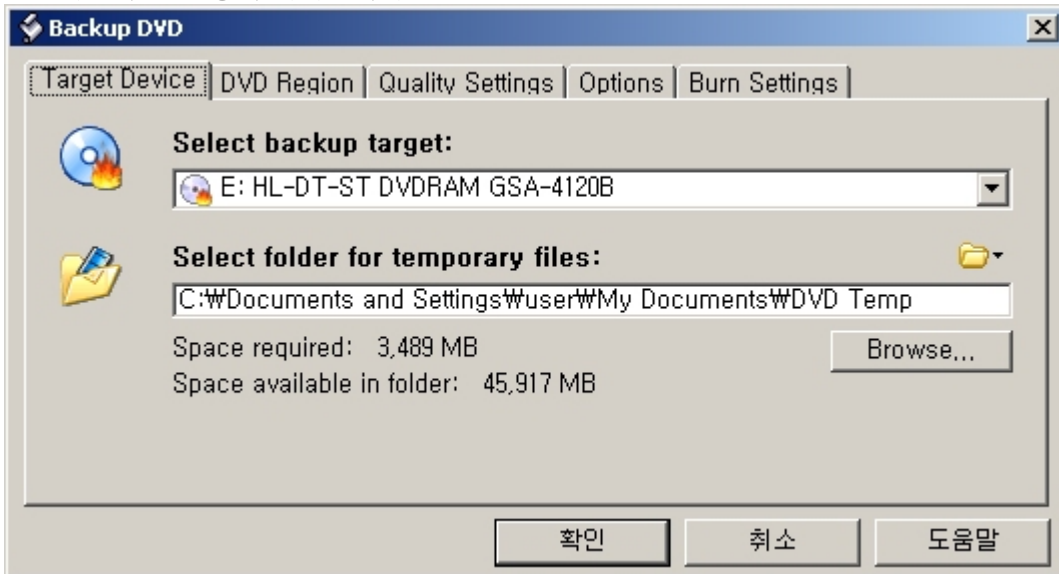 Backup DVD
Target Device DVD Region Quality Settings Options Burn Settings
Select backup target:
E: HL-DT-ST DVDRAM GSA-4120B
Select folder for temporary files:
C:₩Documents and Settings₩user₩My Documents₩DVD Temp
Space required: 3,489 MB
Browse...
Space available in folder: 45,917 MB
확인 취소 도움말